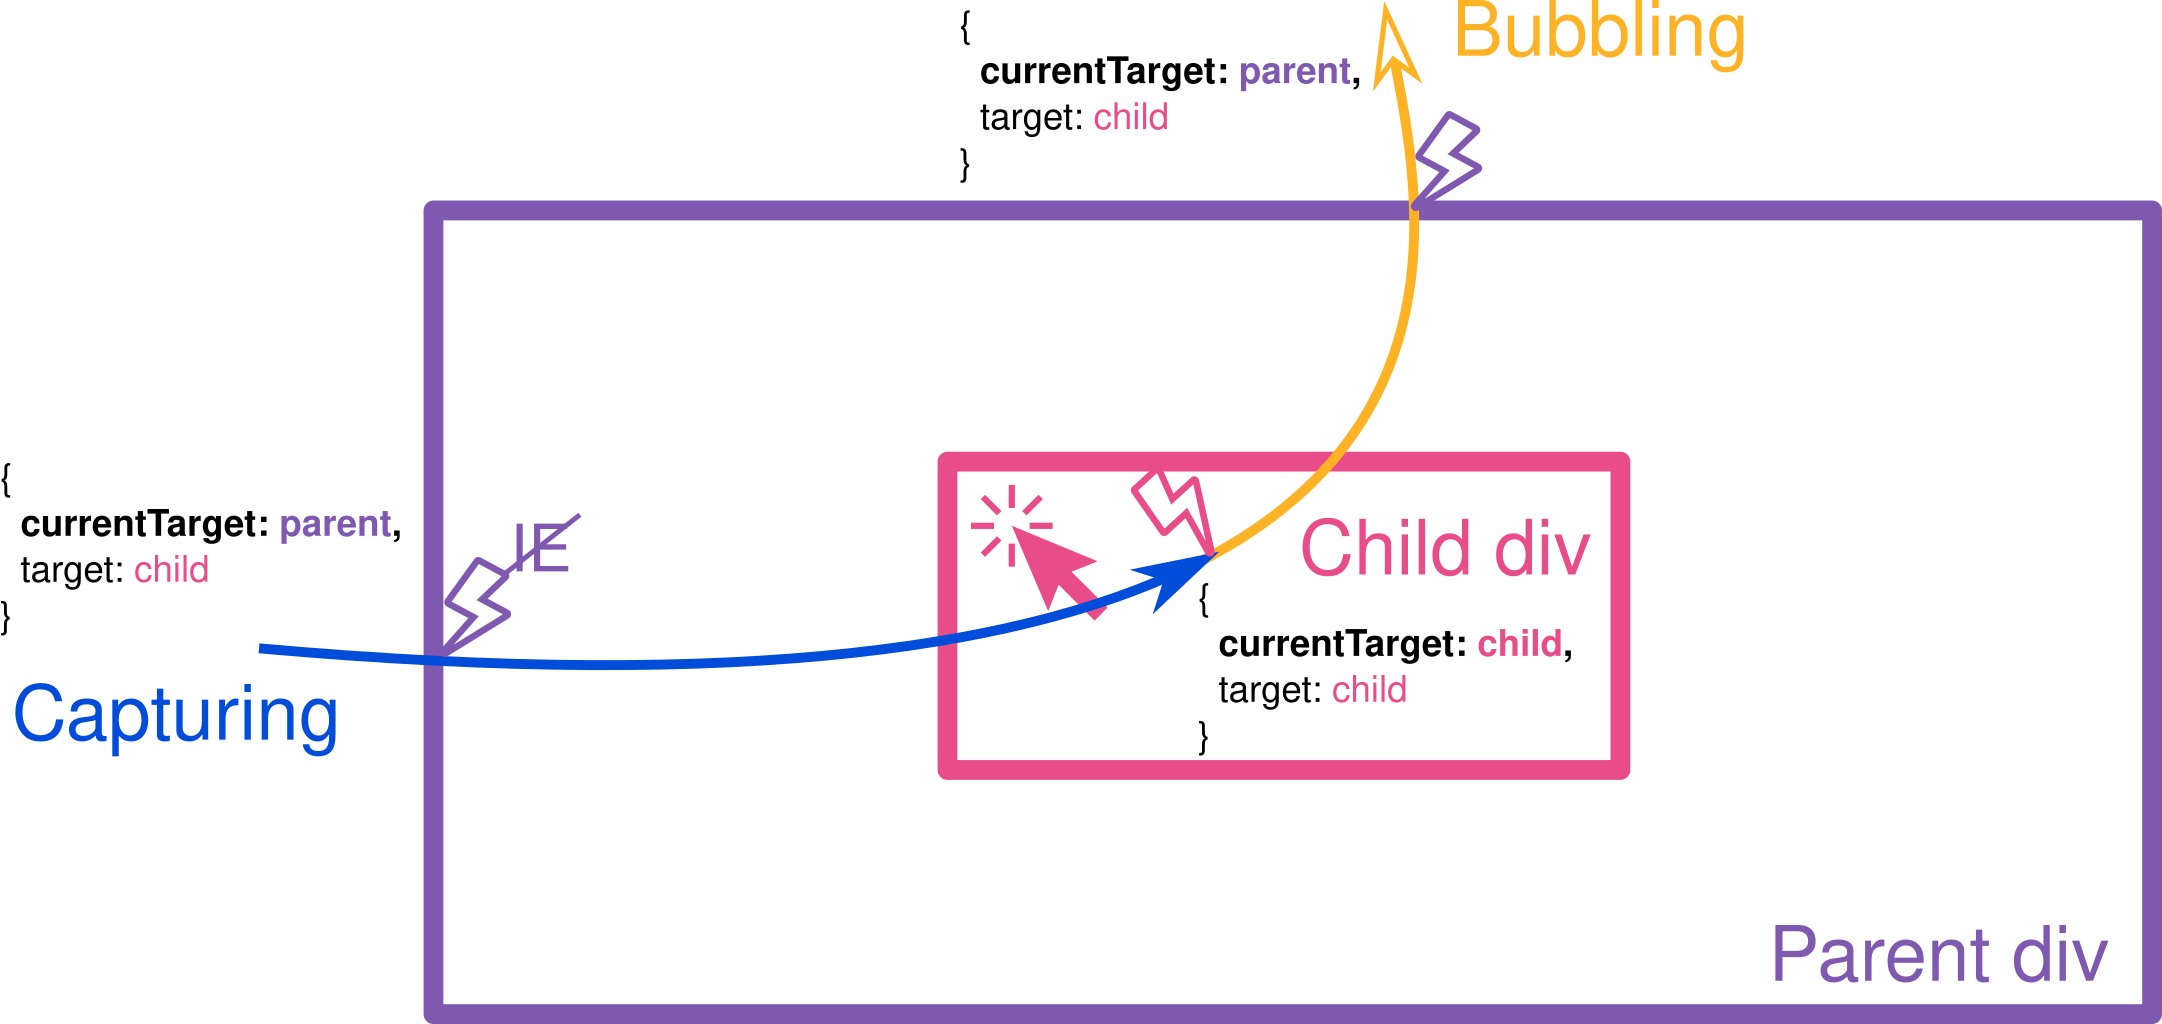 {
currentTarget: parent,
target: child
}
Bubbling
{
currentTarget: parent,
target: child
}
IE
Capturing
Child div
{
currentTarget: child,
target: child
}
Parent div